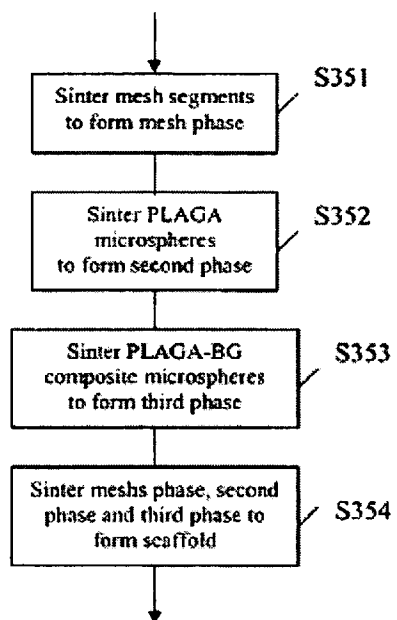 S351
Sinter mesh segments
to form mesh phase
S352
Sinter PLAGA
microspheres
to form second phase
S353
Sinter PLAGA-BG
composite microspheres
to form third phase
Sinter meshs phase, second
phase and third phase to
form scaffold
S354